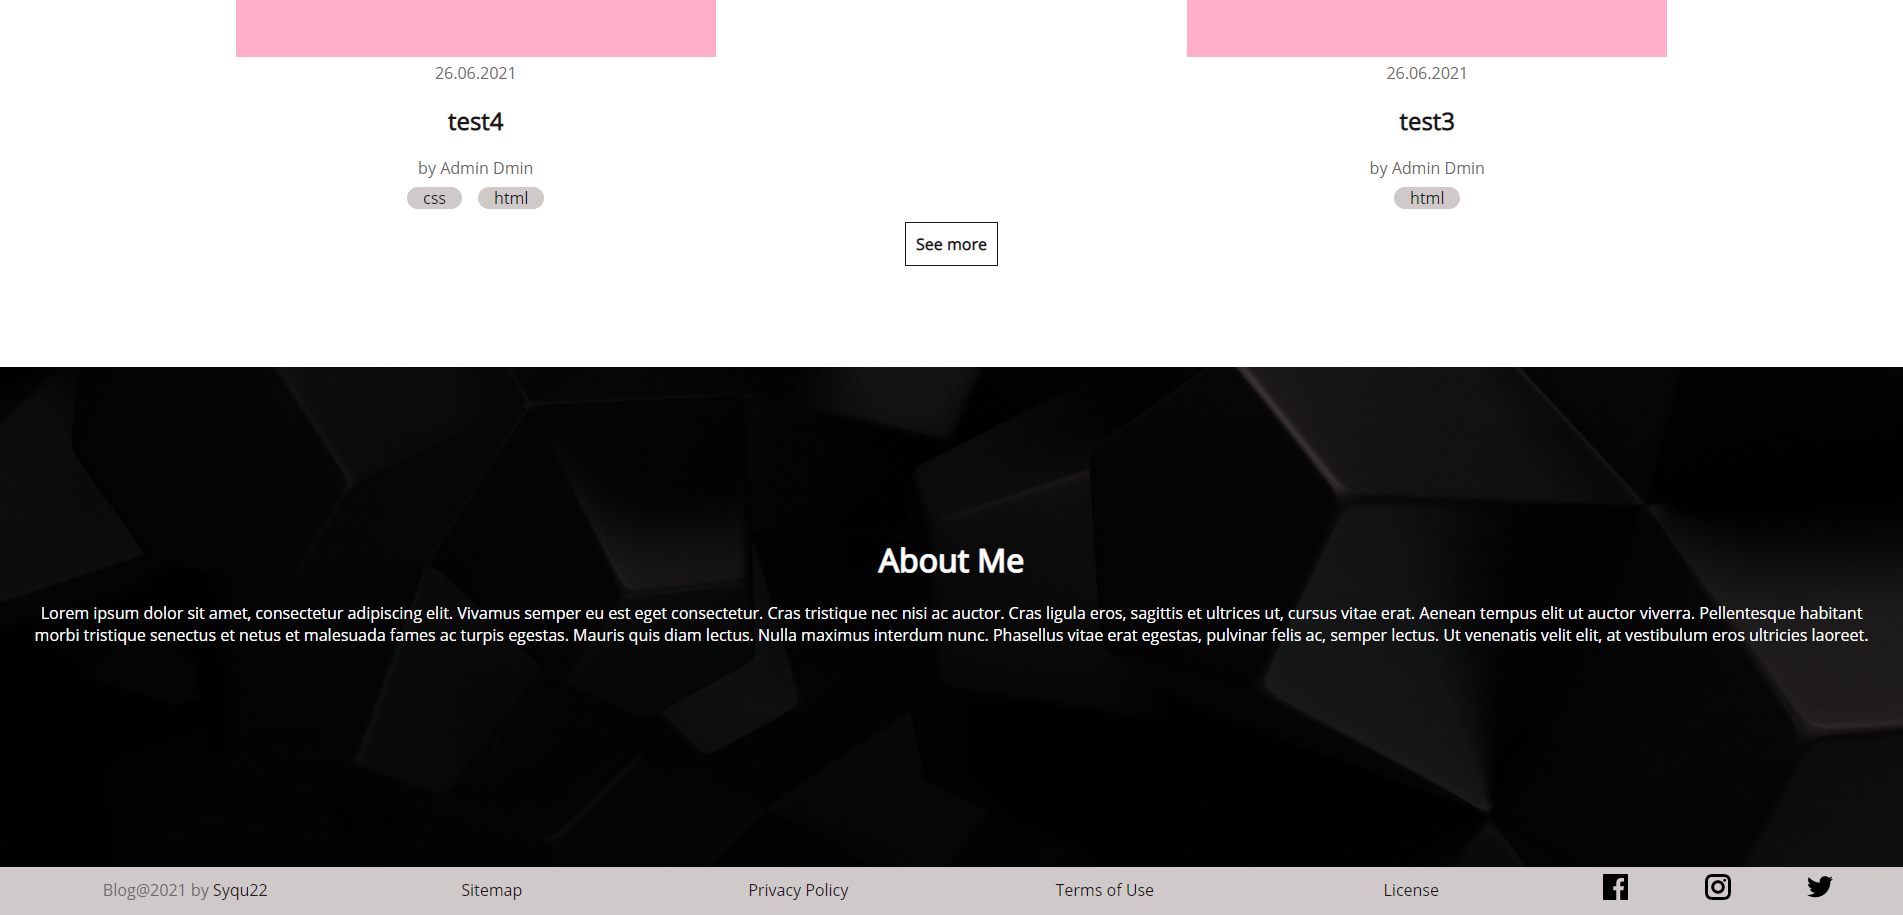 26.06.2021
test4
by Admin Dmin
css html
26.06.2021
test3
by Admin Dmin
html
See more
About Me
Lorem ipsum dolor sit amet, consectetur adipiscing elit. Vivamus semper eu est eget consectetur. Cras tristique nec nisi ac auctor. Cras ligula eros, sagittis et ultrices ut, cursus vitae erat. Aenean tempus elit ut auctor viverra. Pellentesque habitant
morbi tristique senectus et netus et malesuada fames ac turpis egestas. Mauris quis diam lectus. Nulla maximus interdum nunc. Phasellus vitae erat egestas, pulvinar felis ac, semper lectus. Ut venenatis velit elit, at vestibulum eros ultricies laoreet.
Blog@2021 by Syqu22 Sitemap Privacy Policy Terms of Use License